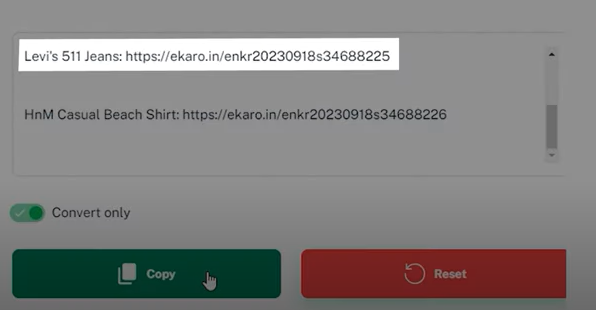 Levi's 511 Jeans: https://ekaro.in/enkr20230918s34688225
HnM Casual Beach Shirt: https://ekaro.in/enkr20230918s34688226
Convert only
Copy
Reset